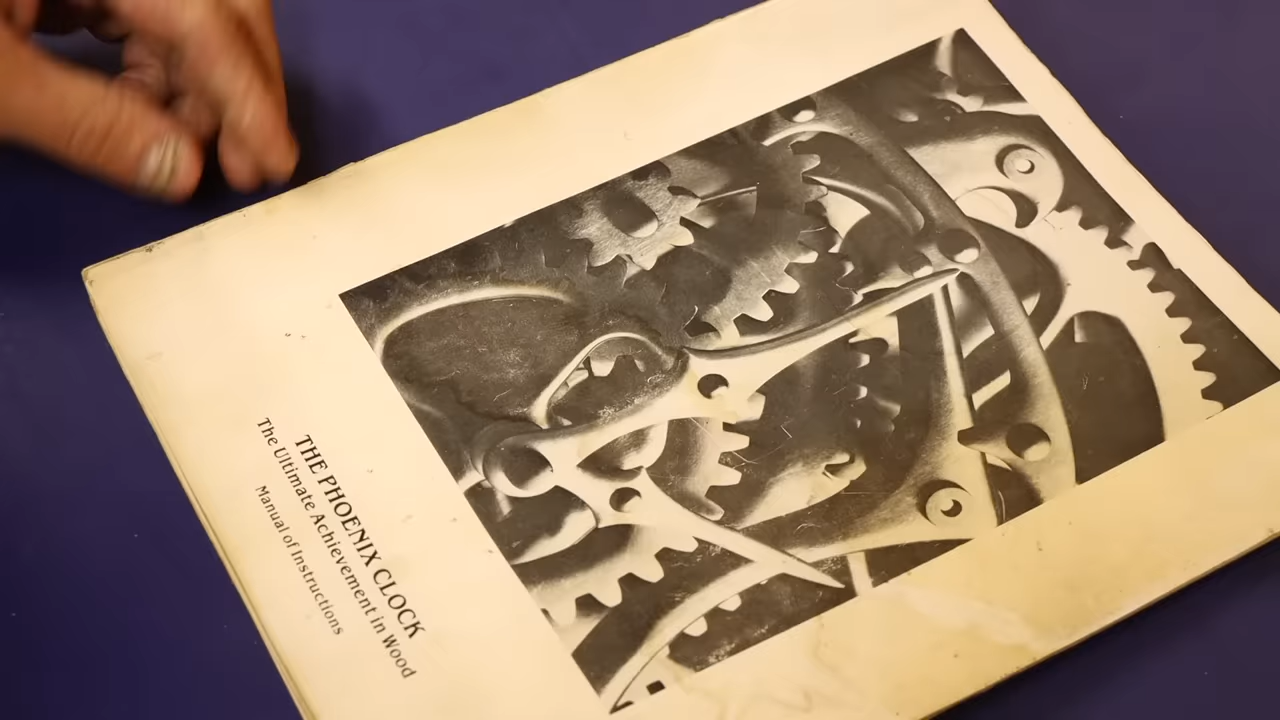 THE PHOENIX CLOCK
The Ultimate Achievement in Wood
Manual of Instructions